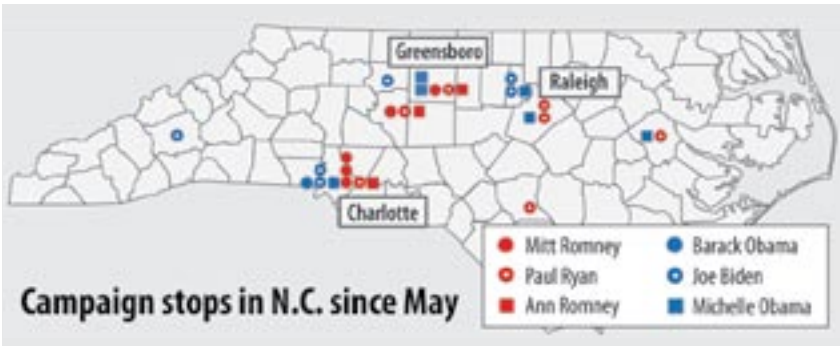 Greensboro
Raleigh
Charlotte
Campaign stops in N.C. since May
Mitt Romney
Paul Ryan
Ann Romney
Barack Obama
Joe Biden
Michelle Obama